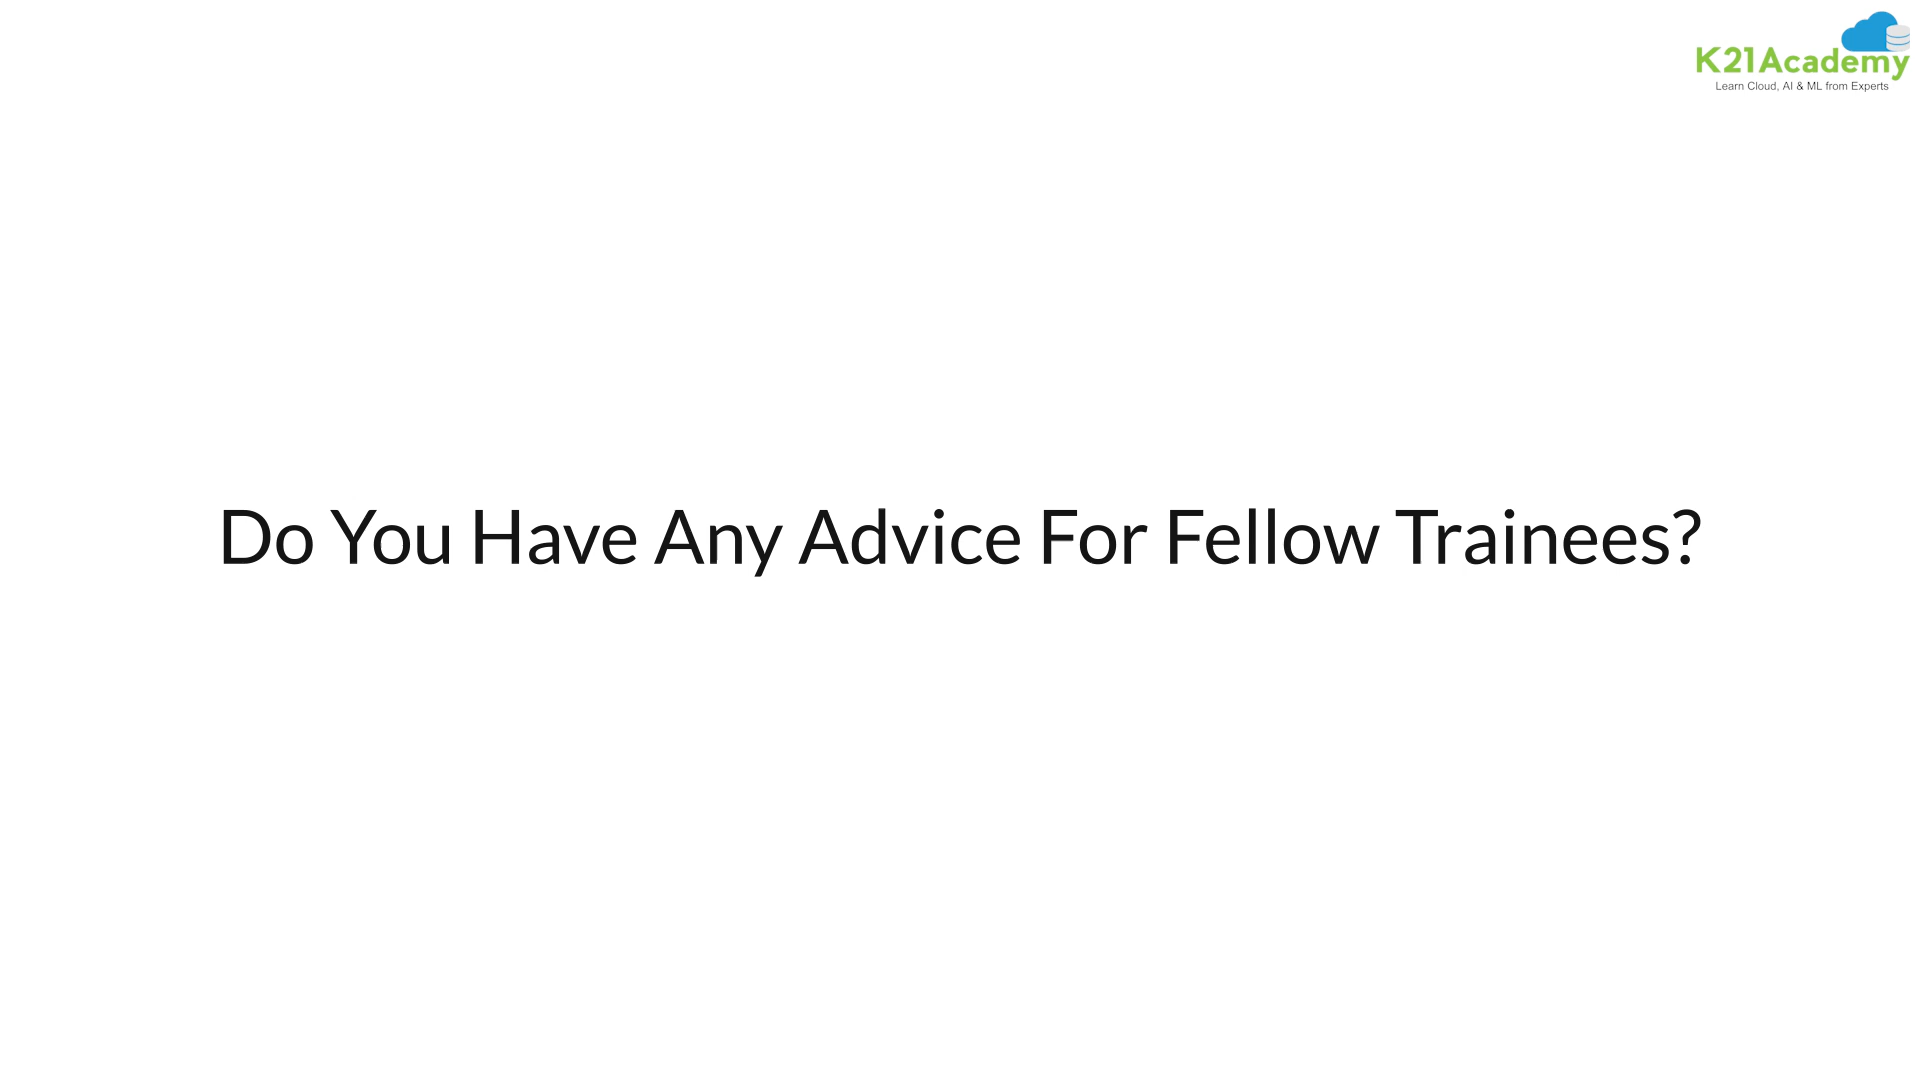 K21Academy
Learn Cloud, AI & ML from Experts
Do You Have Any Advice For Fellow Trainees?